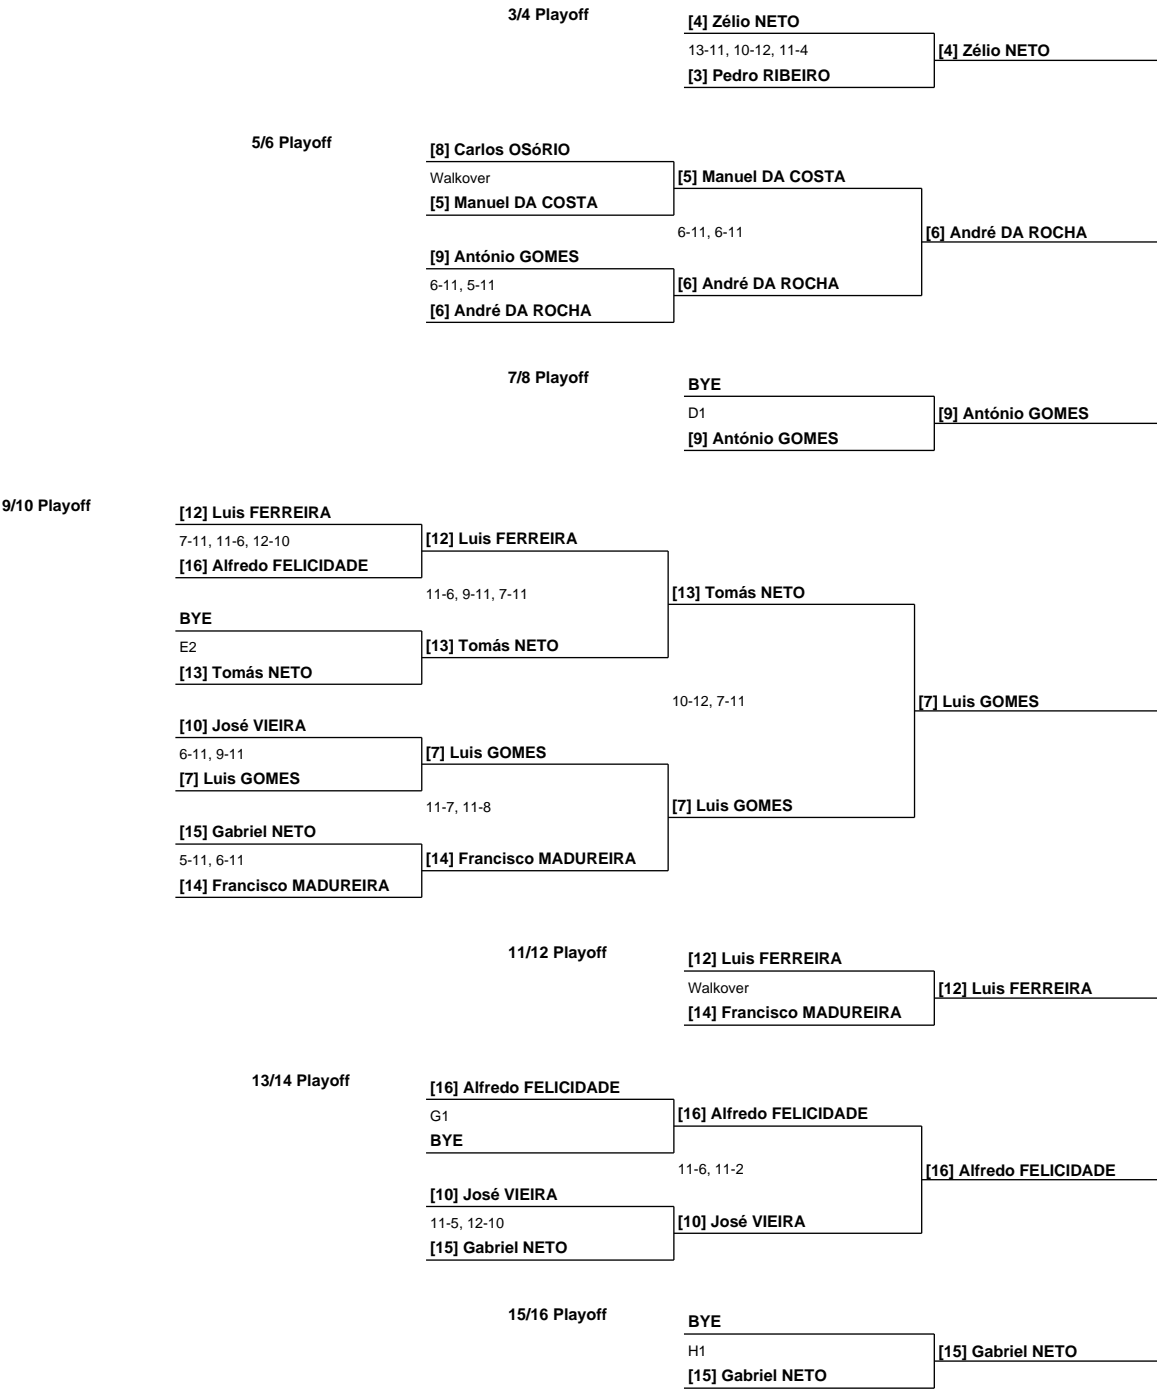 3/4 Playoff
[4] Zélio NETO
13-11, 10-12, 11-4
[4] Zélio NETO
[3] Pedro RIBEIRO
5/6 Playoff
[8] Carlos OSóRIO
Walkover
[5] Manuel DA COSTA
[5] Manuel DA COSTA
6-11, 6-11
[6] André DA ROCHA
[9] António GOMES
6-11, 5-11
[6] André DA ROCHA
[6] André DA ROCHA
7/8 Playoff
BYE
D1
[9] António GOMES
[9] António GOMES
9/10 Playoff
[12] Luis FERREIRA
7-11, 11-6, 12-10
[12] Luis FERREIRA
[16] Alfredo FELICIDADE
11-6, 9-11, 7-11
[13] Tomás NETO
BYE
E2
[13] Tomás NETO
[13] Tomás NETO
10-12, 7-11
[7] Luis GOMES
[10] José VIEIRA
6-11, 9-11
[7] Luis GOMES
[7] Luis GOMES
11-7, 11-8
[7] Luis GOMES
[15] Gabriel NETO
5-11, 6-11
[14] Francisco MADUREIRA
[14] Francisco MADUREIRA
11/12 Playoff
[12] Luis FERREIRA
Walkover
[12] Luis FERREIRA
[14] Francisco MADUREIRA
13/14 Playoff
[16] Alfredo FELICIDADE
G1
[16] Alfredo FELICIDADE
BYE
11-6, 11-2
[16] Alfredo FELICIDADE
[10] José VIEIRA
11-5, 12-10
[10] José VIEIRA
[15] Gabriel NETO
15/16 Playoff
BYE
H1
[15] Gabriel NETO
[15] Gabriel NETO